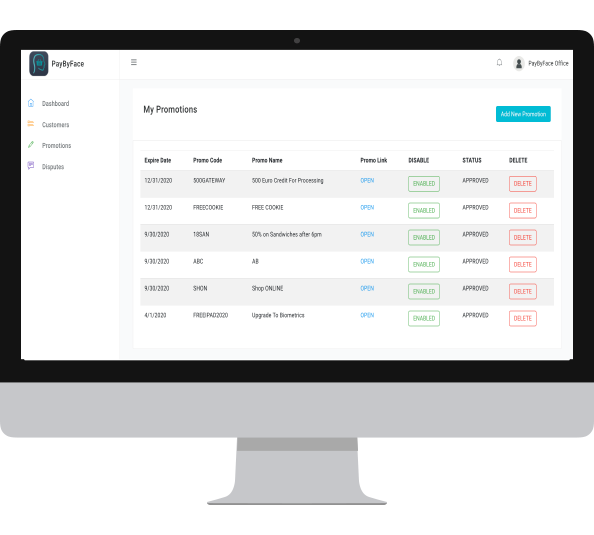 PayByFace
PayByFace Office
Dashboard
Customers
Promotions
Disputes
My Promotions
Add New Promotion
Expire Date Promo Code Promo Name Promo Link DISABLE STATUS DELETE
12/31/2020 500GATEWAY 500 Euro Credit For Processing OPEN ENABLED APPROVED DELETE
12/31/2020 FREECOOKIE FREE COOKIE OPEN ENABLED APPROVED DELETE
9/30/2020 18SAN 50% on Sandwiches after 6pm OPEN ENABLED APPROVED DELETE
9/30/2020 ABC AB OPEN ENABLED APPROVED DELETE
9/30/2020 SHON Shop ONLINE OPEN ENABLED APPROVED DELETE
4/1/2020 FREEIPAD2020 Upgrade To Biometrics OPEN ENABLED APPROVED DELETE